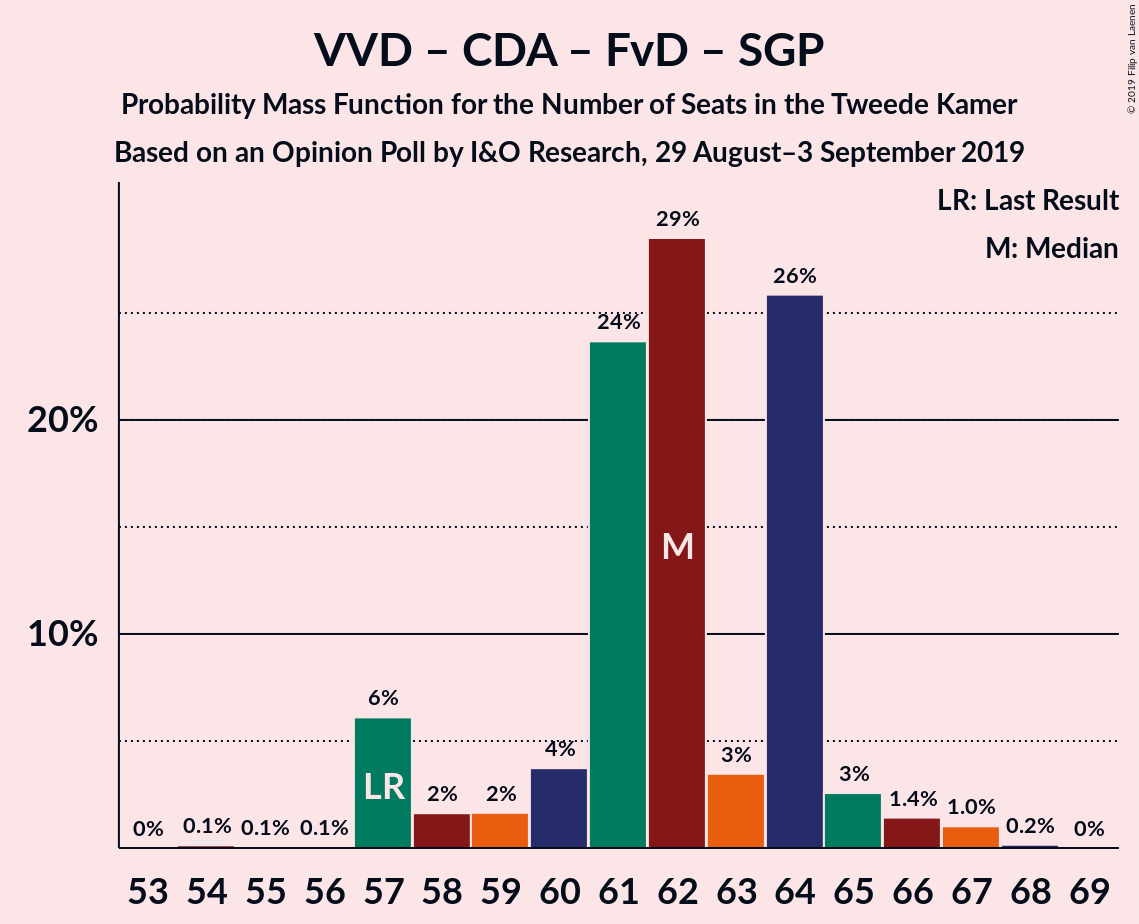 VVD – CDA – FvD – SGP
Probability Mass Function for the Number of Seats in the Tweede Kamer
Based on an Opinion Poll by I&O Research, 29 August–3 September 2019
© 2019 Filip van Laenen
LR: Last Result
M: Median
20%
10%
0% 0.1% 0.1% 0.1% 6% 2% 2% 4% 24% 29% 3% 26% 3% 1.4% 1.0% 0.2% 0%
LR M
53 54 55 56 57 58 59 60 61 62 63 64 65 66 67 68 69